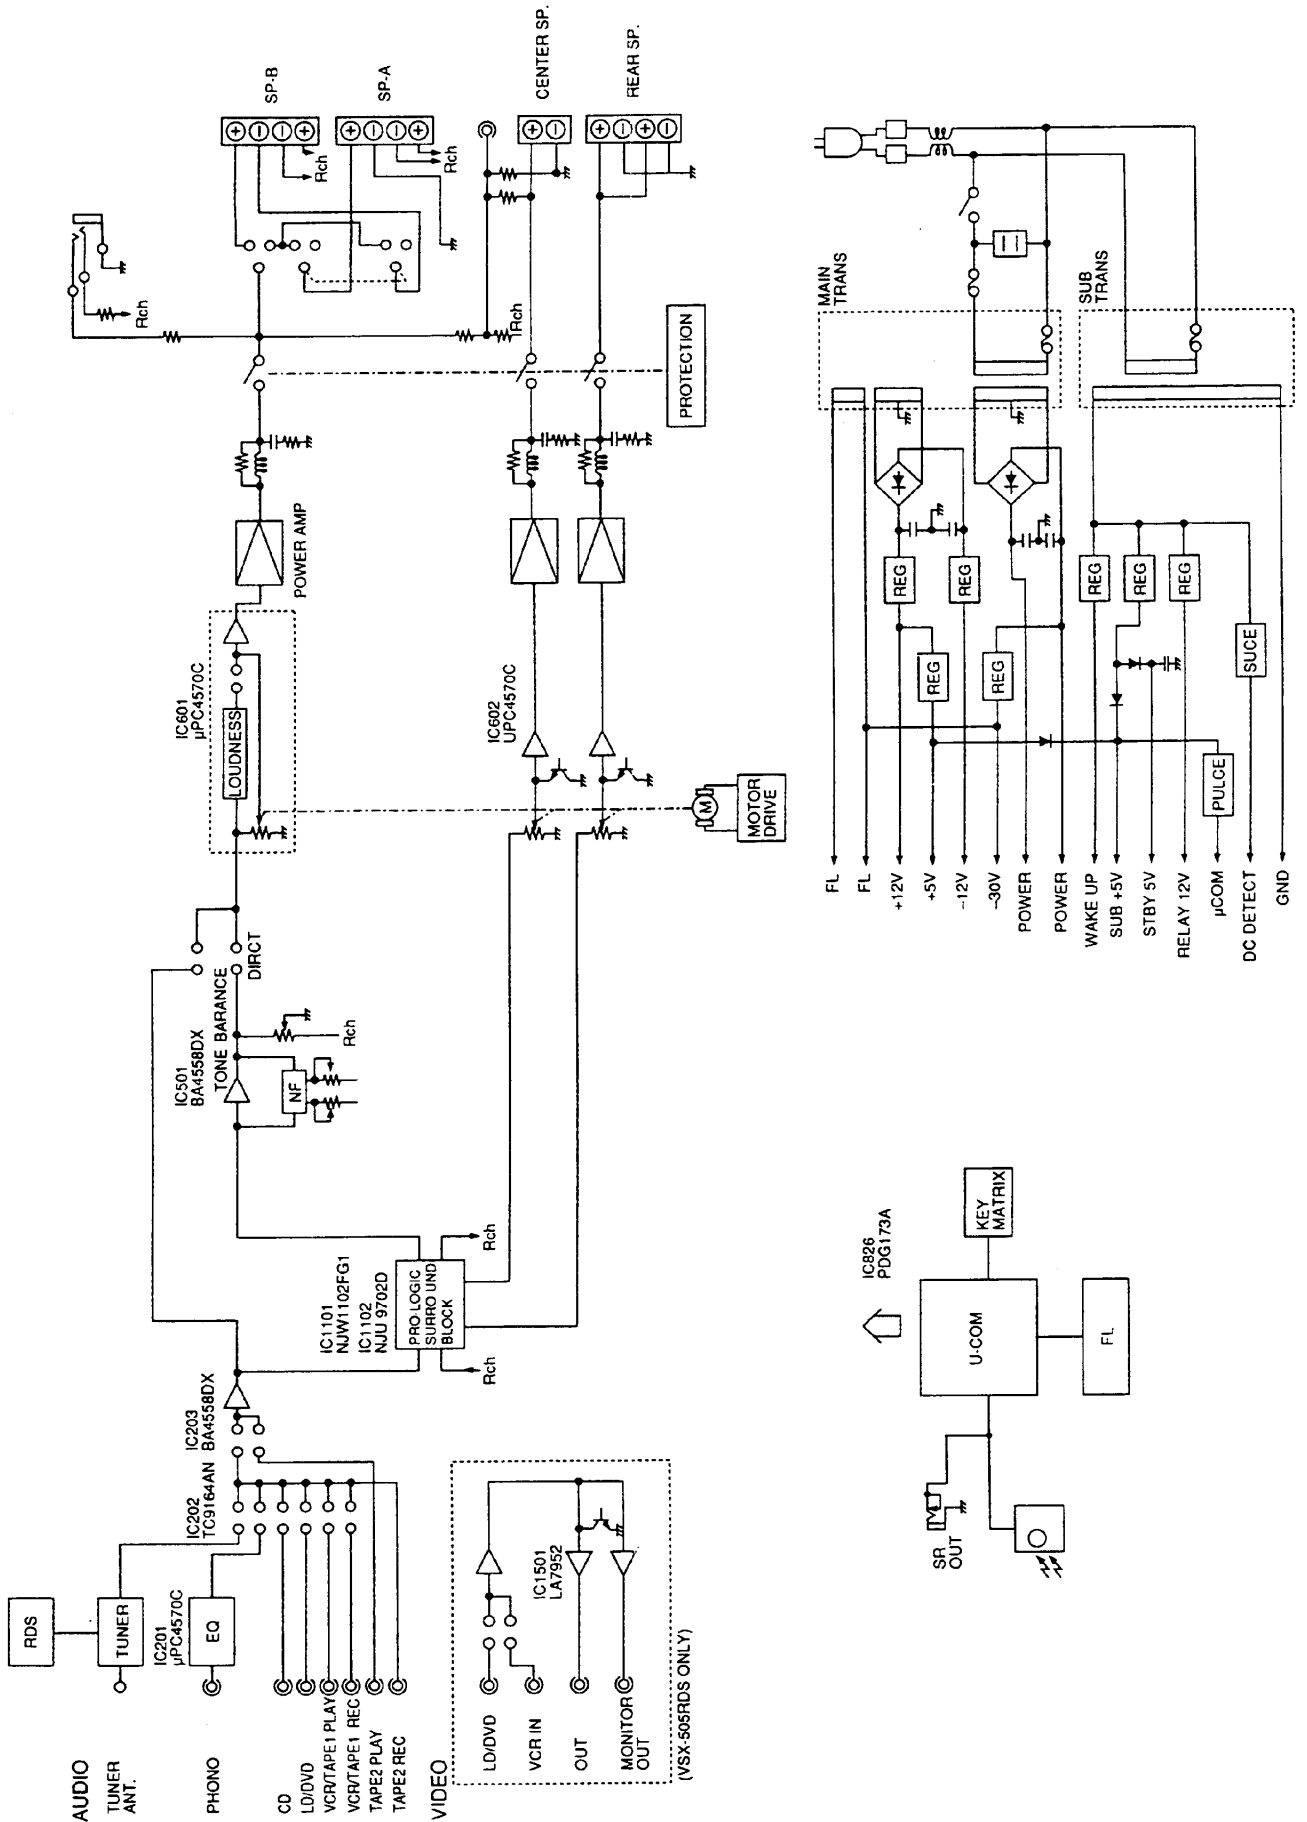 AUDIO
TUNER
ANT.
PHONO
CD
LD/DVD
VCR/TAPE1 PLAY
VCR/TAPE1 REC
TAPE2 PLAY
TAPE2 REC
RDS
TUNER
IC201
µPC4570C
EQ
IC202
TC9164AN
IC203
BA4558DX
IC1101
NJW1102FG1
IC1102
NJU 9702D
PRO-LOGIC
SURRO UND
BLOCK
Rch
Rch
IC501
BA4558DX
TONE
BARANCE
NF
Rch
DIRCT
IC601
µPC4570C
LOUDNESS
POWER AMP
IC602
UPC4570C
M
MOTOR
DRIVE
PROTECTION
Rch
Rch
Rch
Rch
SP-B
SP-A
CENTER SP.
REAR SP.
VIDEO
LD/DVD
VCR IN
OUT
MONITOR
OUT
IC1501
LA7952
(VSX-505RDS ONLY)
SR
OUT
U-COM
IC826
PDG173A
KEY
MATRIX
FL
MAIN
TRANS
SUB
TRANS
REG
REG
REG
REG
REG
REG
REG
SUCE
PULCE
FL
FL
+12V
+5V
-12V
-30V
POWER
POWER
WAKE UP
SUB +5V
STBY 5V
RELAY 12V
µCOM
DC DETECT
GND